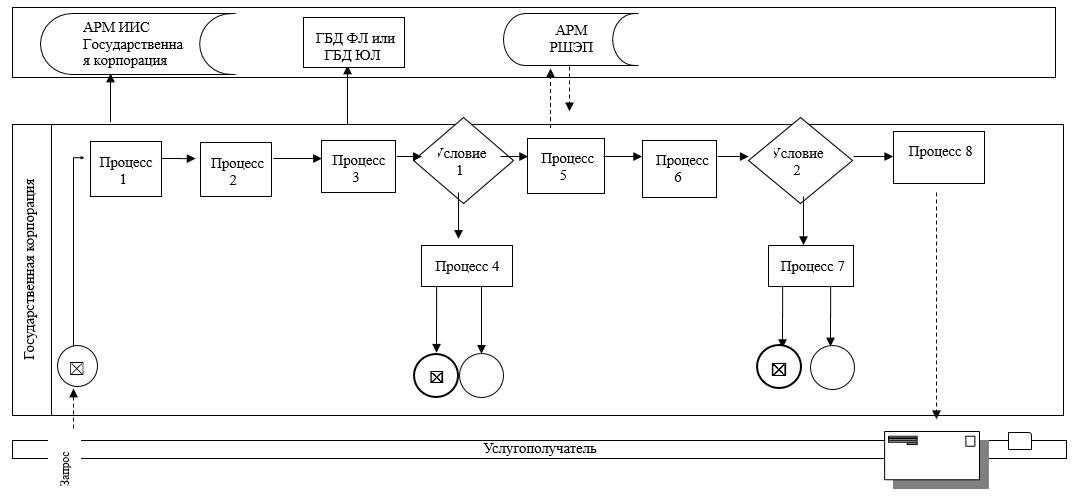 АРМ ИИС
Государственна
я корпорация
ГБД ФЛ или
ГБД ЮЛ
АРМ
РШЭП
Государственная корпорация
Процесс
1
Процесс
2
Процесс
3
Условие
1
Процесс
5
Процесс
6
Условие
2
Процесс 8
Процесс 4
Процесс 7
Запрос
Услугополучатель